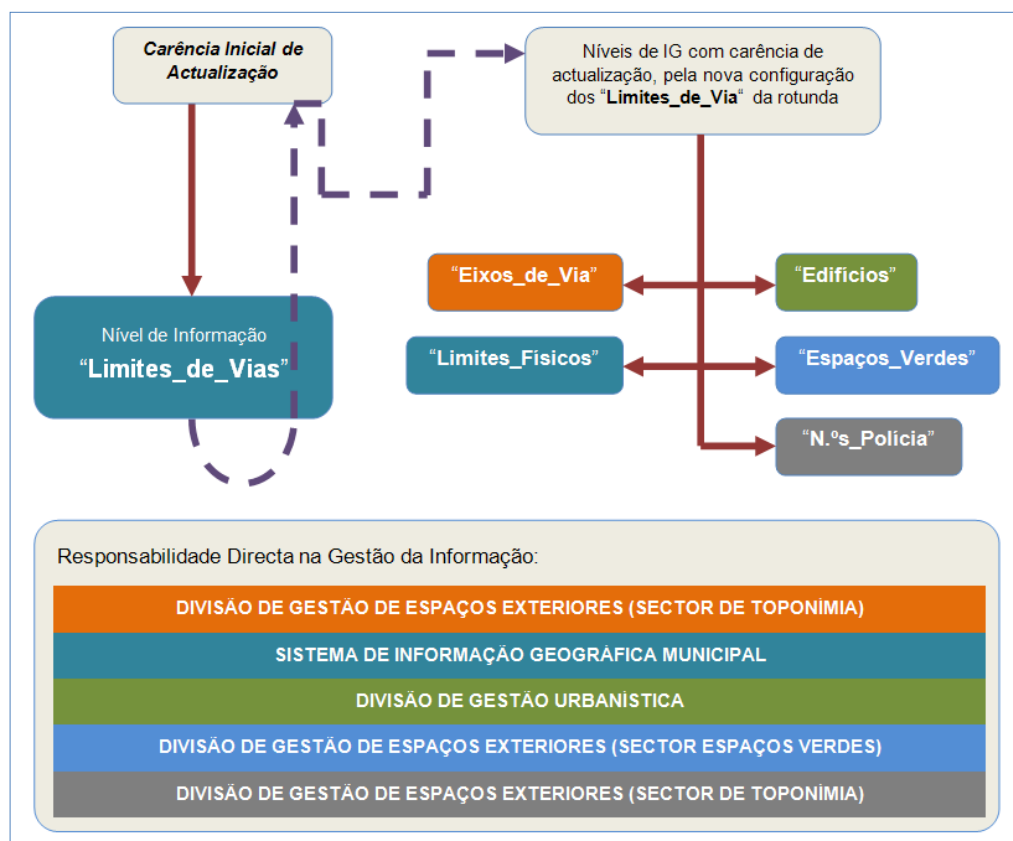 Carência Inicial de
Actualização
Níveis de IG com carência de
actualização, pela nova configuração
dos “Limites_de_Via“ da rotunda
“Eixos_de_Via”
“Edifícios”
Nível de Informação
“Limites_de_Vias”
“Limites_Físicos”
“Espaços_Verdes”
“N.ºs_Polícia”
Responsabilidade Directa na Gestão da Informação:
DIVISÃO DE GESTÃO DE ESPAÇOS EXTERIORES (SECTOR DE TOPONÍMIA)
SISTEMA DE INFORMAÇÃO GEOGRÁFICA MUNICIPAL
DIVISÃO DE GESTÃO URBANÍSTICA
DIVISÃO DE GESTÃO DE ESPAÇOS EXTERIORES (SECTOR ESPAÇOS VERDES)
DIVISÃO DE GESTÃO DE ESPAÇOS EXTERIORES (SECTOR DE TOPONÍMIA)